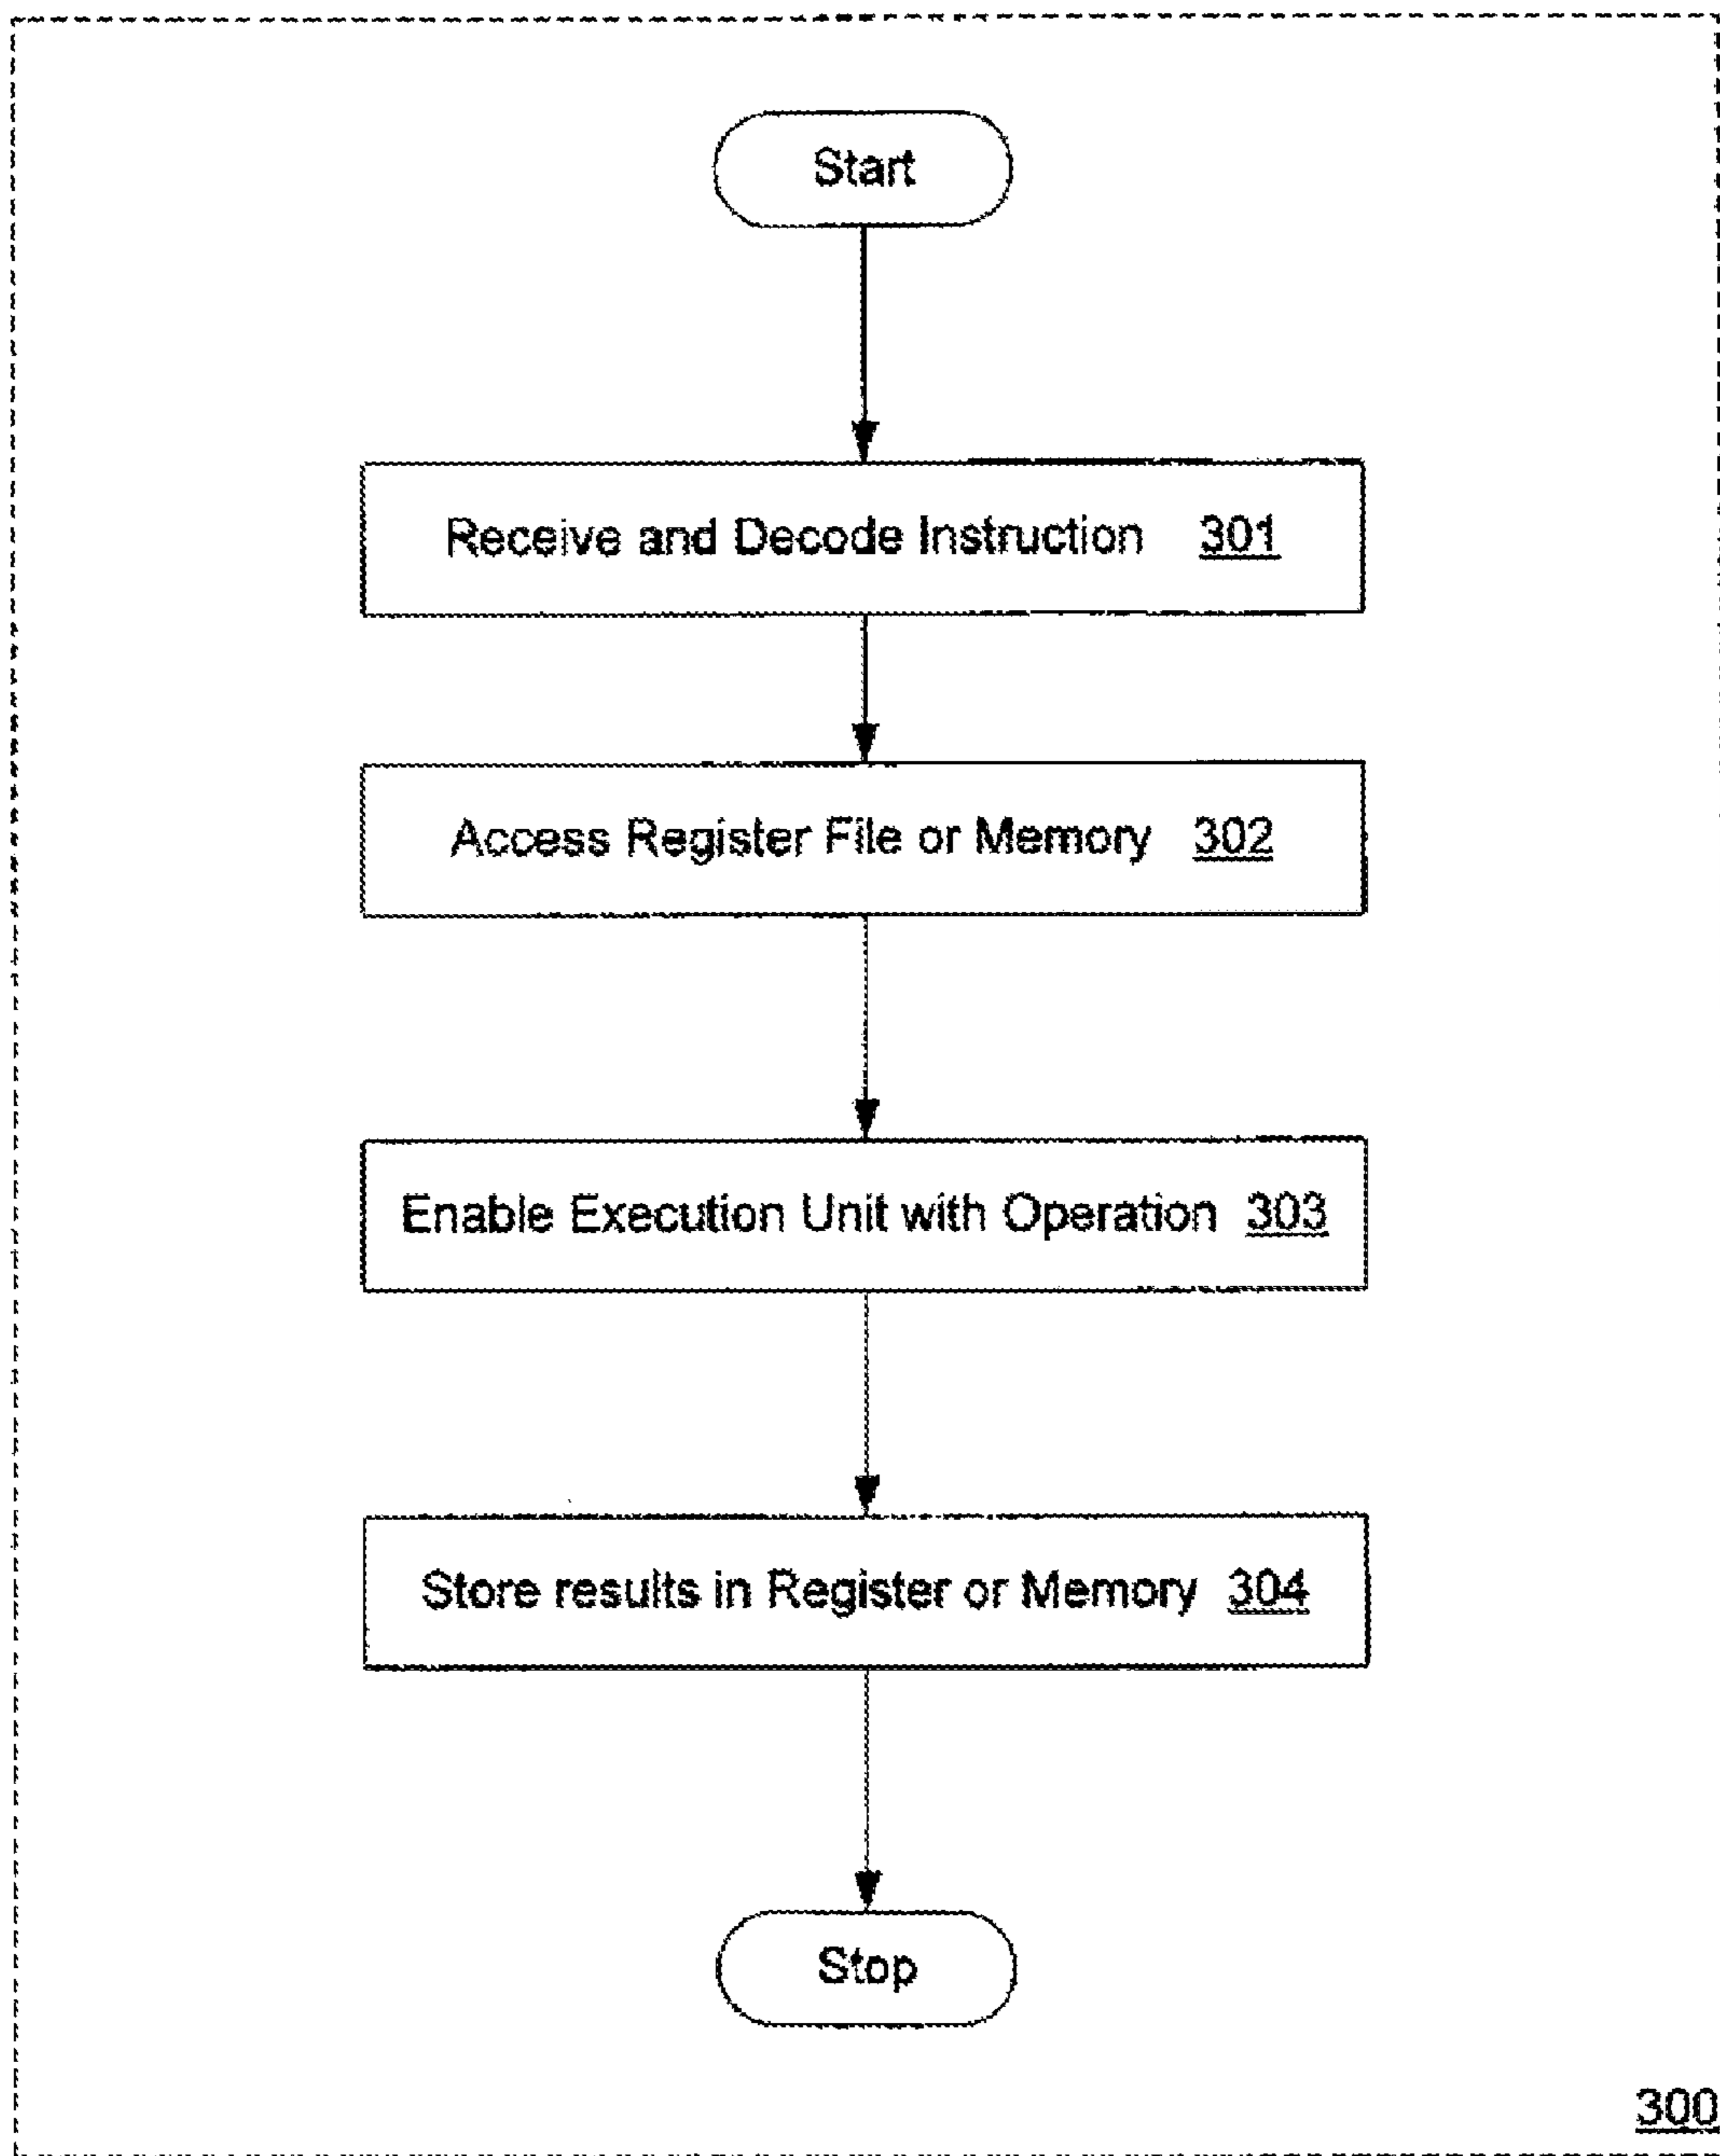 Start
Receive and Decode Instruction 301
Access Register File or Memory 302
Enable Execution Unit with Operation 303
Store results in Register or Memory 304
Stop
300